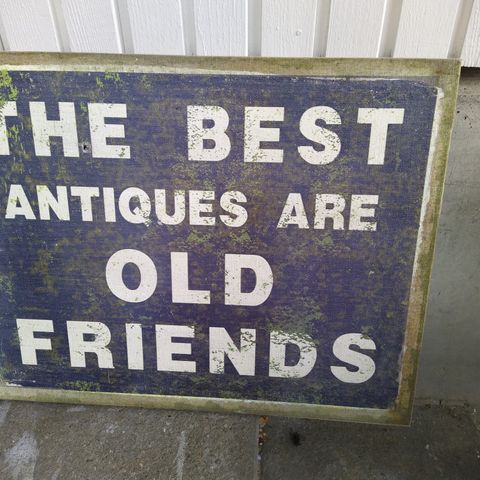 THE BEST
ANTIQUES ARE
OLD
FRIENDS